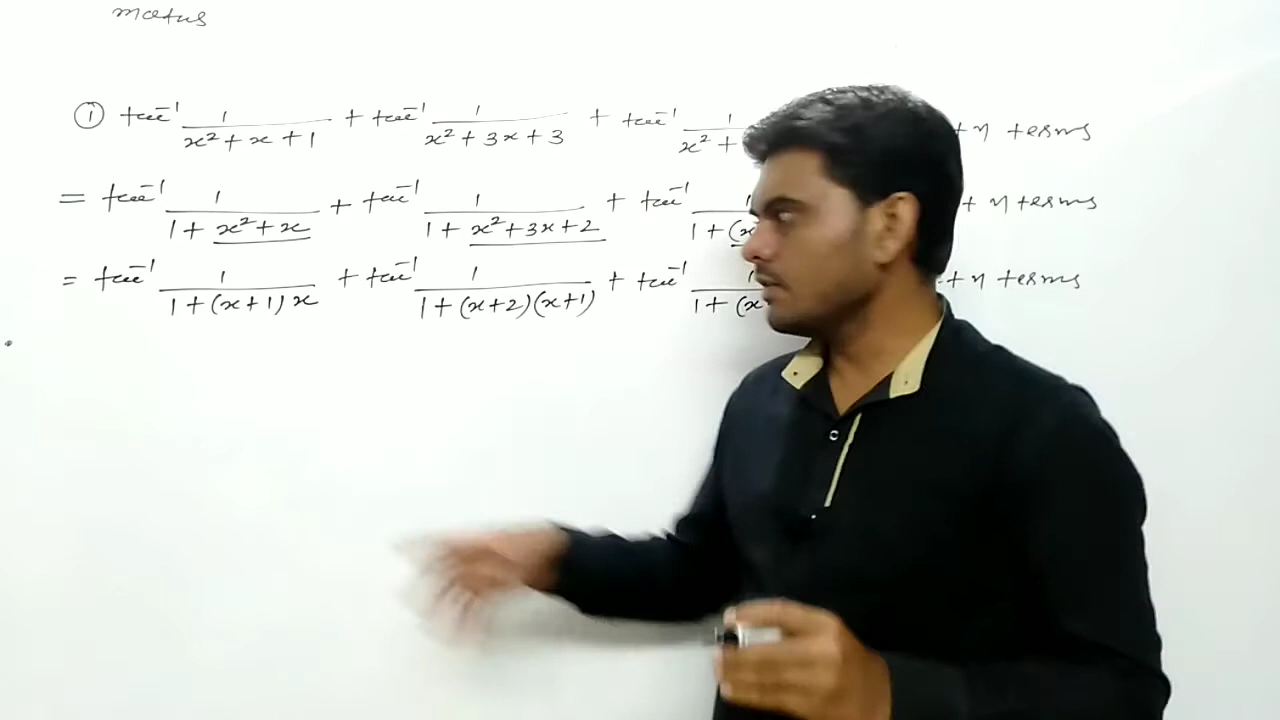 maths
① tan⁻¹ 1/(x² + x + 1) + tan⁻¹ 1/(x² + 3x + 3) + tan⁻¹ 1/(x² + + n terms
= tan⁻¹ 1/(1 + x² + x) + tan⁻¹ 1/(1 + x² + 3x + 2) + tan⁻¹ 1/(1 + (x + n terms
= tan⁻¹ 1/(1 + (x+1)x) + tan⁻¹ 1/(1 + (x+2)(x+1)) + tan⁻¹ 1/(1 + (x + n terms